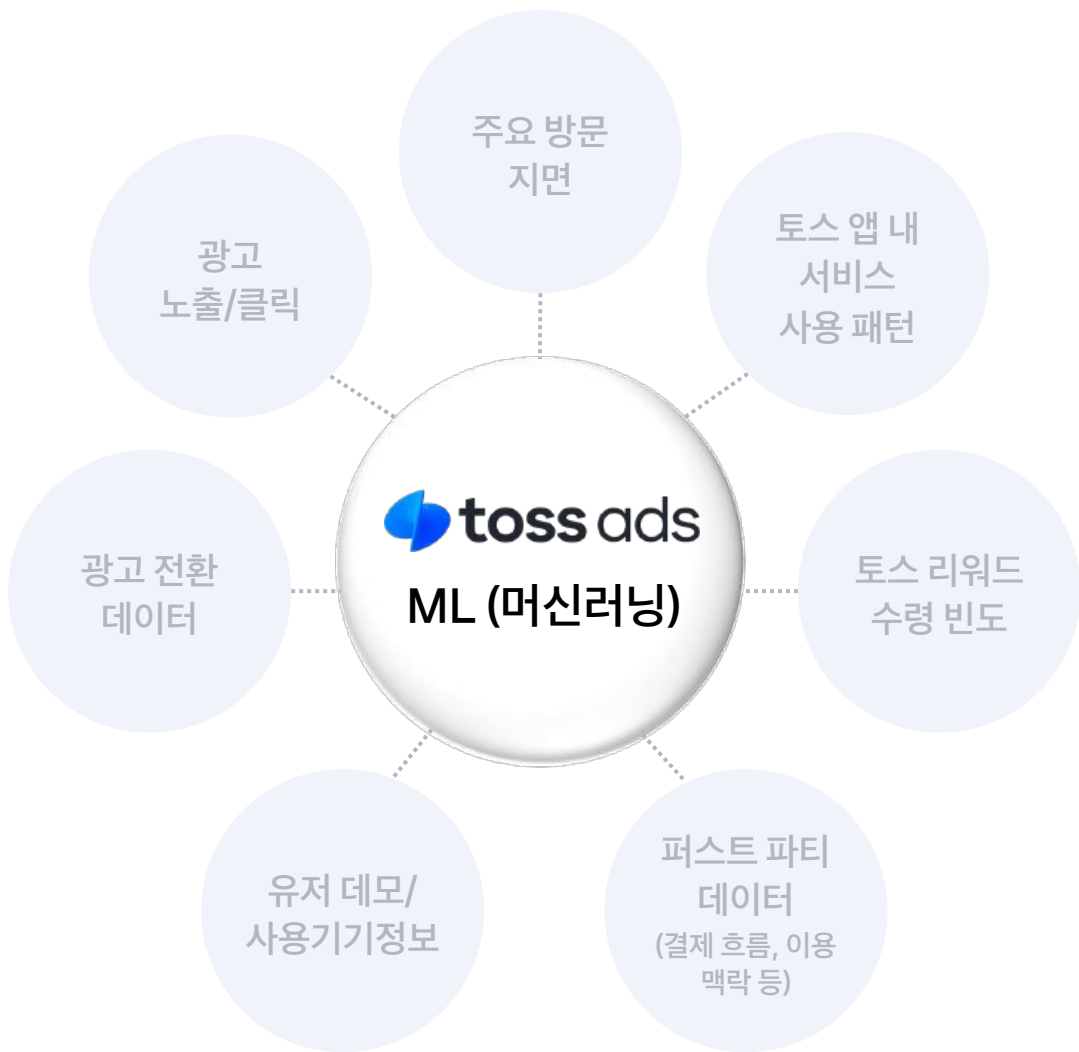 주요 방문
지면
토스 앱 내
서비스
사용 패턴
광고
노출/클릭
toss ads
ML (머신러닝)
광고 전환
데이터
토스 리워드
수령 빈도
유저 데모/
사용기기정보
퍼스트 파티
데이터
(결제 흐름, 이용
맥락 등)